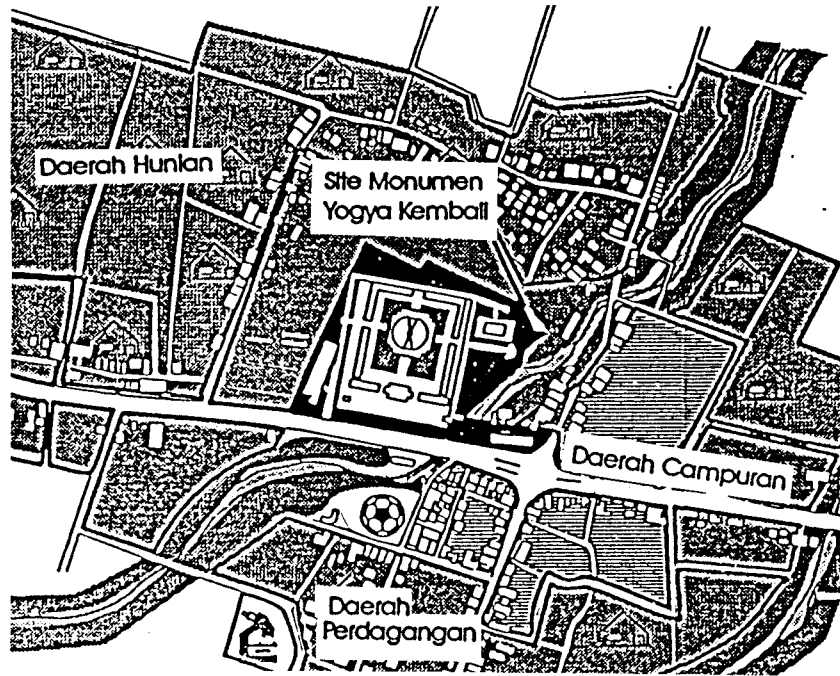 Daerah Hunian
Site Monumen
Yogya Kembali
Daerah Campuran
Daerah
Perdagangan